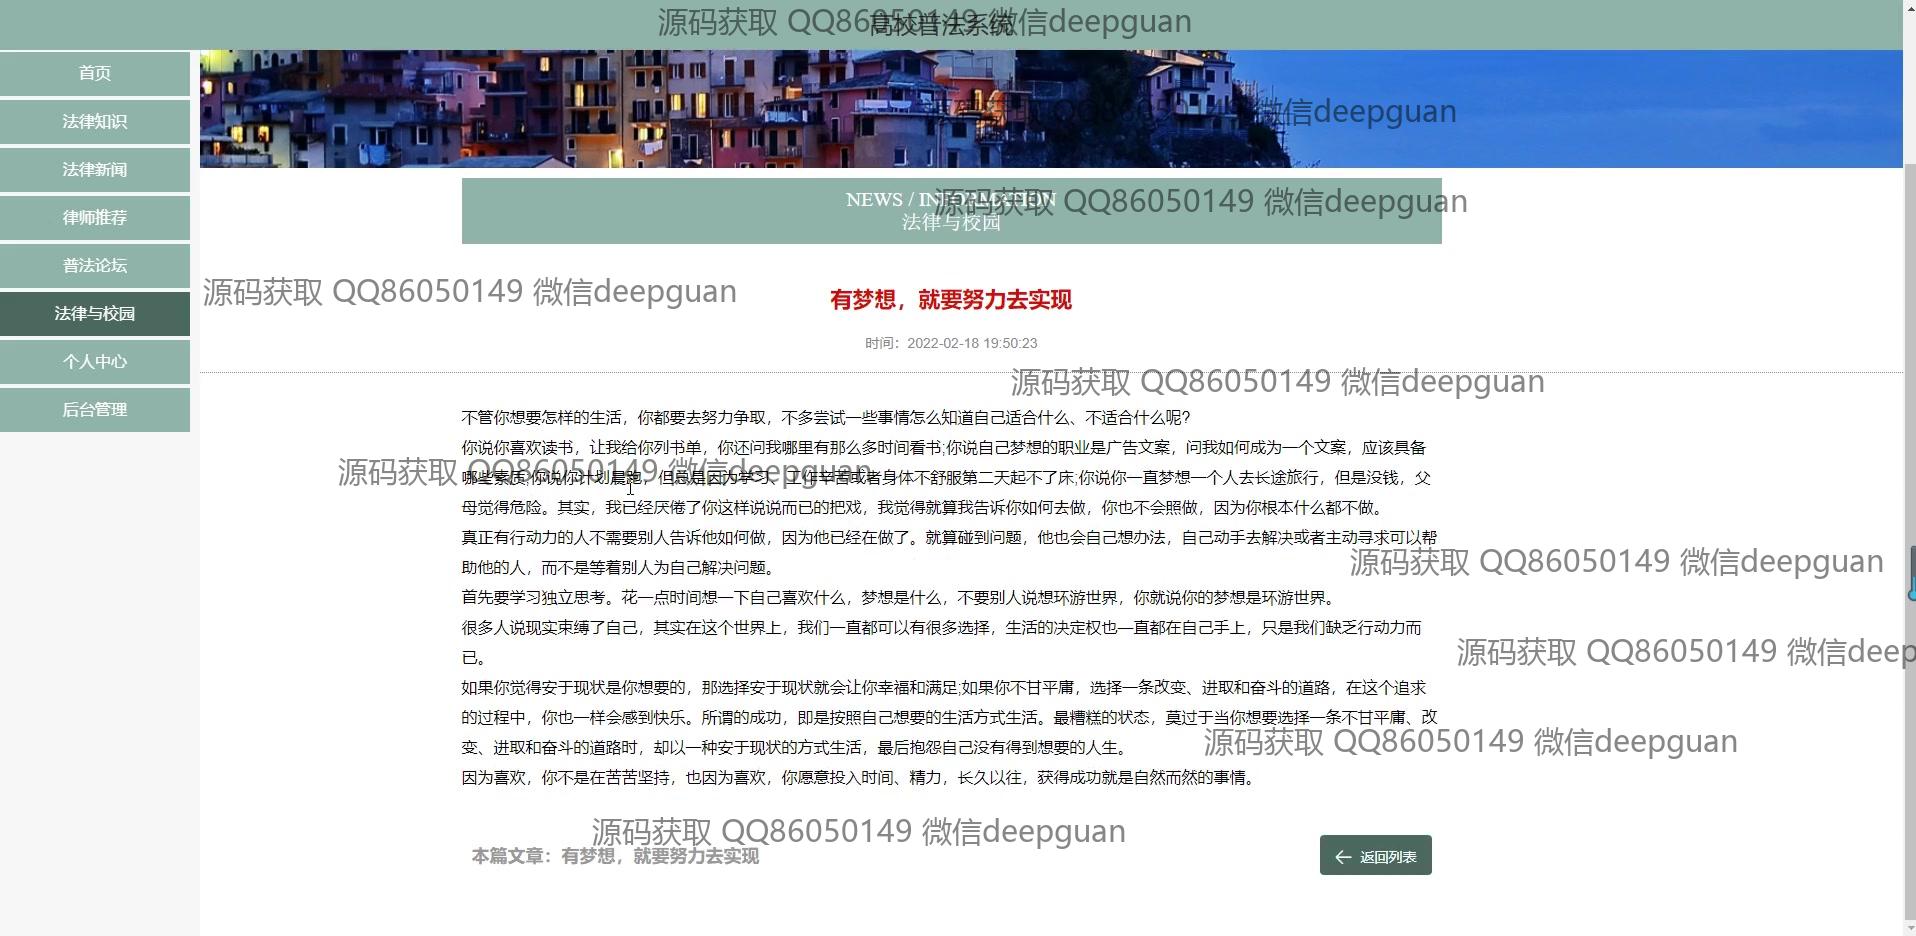 高校普法系统
源码获取 QQ86050149 微信deepguan
首页
法律知识
法律新闻
律师推荐
普法论坛
法律与校园
个人中心
后台管理
源码获取 QQ86050149 微信deepguan
NEWS / INFORMATION
源码获取 QQ86050149 微信deepguan
法律与校园
源码获取 QQ86050149 微信deepguan
有梦想，就要努力去实现
时间：2022-02-18 19:50:23
源码获取 QQ86050149 微信deepguan
不管你想要怎样的生活，你都要去努力争取，不多尝试一些事情怎么知道自己适合什么、不适合什么呢?
你说你喜欢读书，让我给你列书单，你还问我哪里有那么多时间看书;你说自己梦想的职业是广告文案，问我如何成为一个文案，应该具备
源码获取 QQ86050149 微信deepguan
哪些素质;你说你计划晨跑，但总是因为学习、工作辛苦或者身体不舒服第二天起不了床;你说你一直梦想一个人去长途旅行，但是没钱，父
母觉得危险。其实，我已经厌倦了你这样说说而已的把戏，我觉得就算我告诉你如何去做，你也不会照做，因为你根本什么都不做。
真正有行动力的人不需要别人告诉他如何做，因为他已经在做了。就算碰到问题，他也会自己想办法，自己动手去解决或者主动寻求可以帮
助他的人，而不是等着别人为自己解决问题。
源码获取 QQ86050149 微信deepguan
首先要学习独立思考。花一点时间想一下自己喜欢什么，梦想是什么，不要别人说想环游世界，你就说你的梦想是环游世界。
很多人说现实束缚了自己，其实在这个世界上，我们一直都可以有很多选择，生活的决定权也一直都在自己手上，只是我们缺乏行动力而
已。
源码获取 QQ86050149 微信deep
如果你觉得安于现状是你想要的，那选择安于现状就会让你幸福和满足;如果你不甘平庸，选择一条改变、进取和奋斗的道路，在这个追求
的过程中，你也一样会感到快乐。所谓的成功，即是按照自己想要的生活方式生活。最糟糕的状态，莫过于当你想要选择一条不甘平庸、改
变、进取和奋斗的道路时，却以一种安于现状的方式生活，最后抱怨自己没有得到想要的人生。
源码获取 QQ86050149 微信deepguan
因为喜欢，你不是在苦苦坚持，也因为喜欢，你愿意投入时间、精力，长久以往，获得成功就是自然而然的事情。
源码获取 QQ86050149 微信deepguan
本篇文章：有梦想，就要努力去实现
返回列表